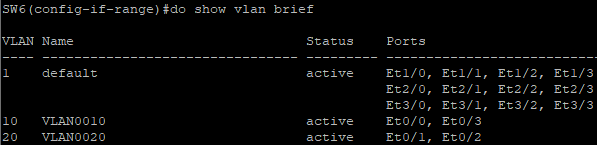 SW6(config-if-range)#do show vlan brief
VLAN Name                             Status    Ports
---- -------------------------------- --------- -------------------------------
1    default                          active    Et1/0, Et1/1, Et1/2, Et1/3
                                                Et2/0, Et2/1, Et2/2, Et2/3
                                                Et3/0, Et3/1, Et3/2, Et3/3
10   VLAN0010                         active    Et0/0, Et0/3
20   VLAN0020                         active    Et0/1, Et0/2